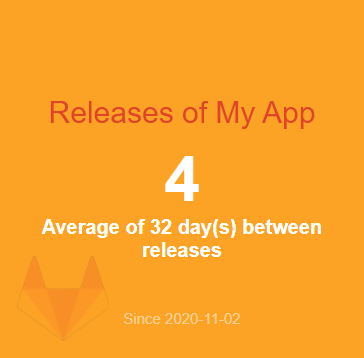 Releases of My App
4
Average of 32 day(s) between
releases
Since 2020-11-02